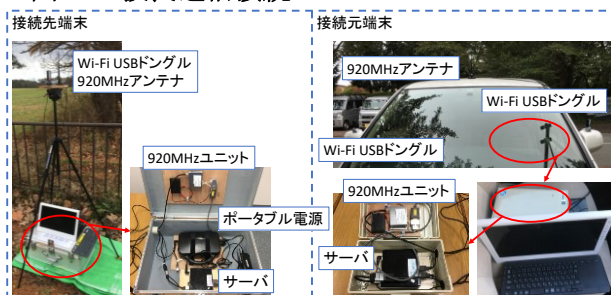 接続先端末
Wi-Fi USBドングル
920MHzアンテナ
920MHzユニット
ポータブル電源
サーバ
接続元端末
920MHzアンテナ
Wi-Fi USBドングル
Wi-Fi USBドングル
920MHzユニット
サーバ